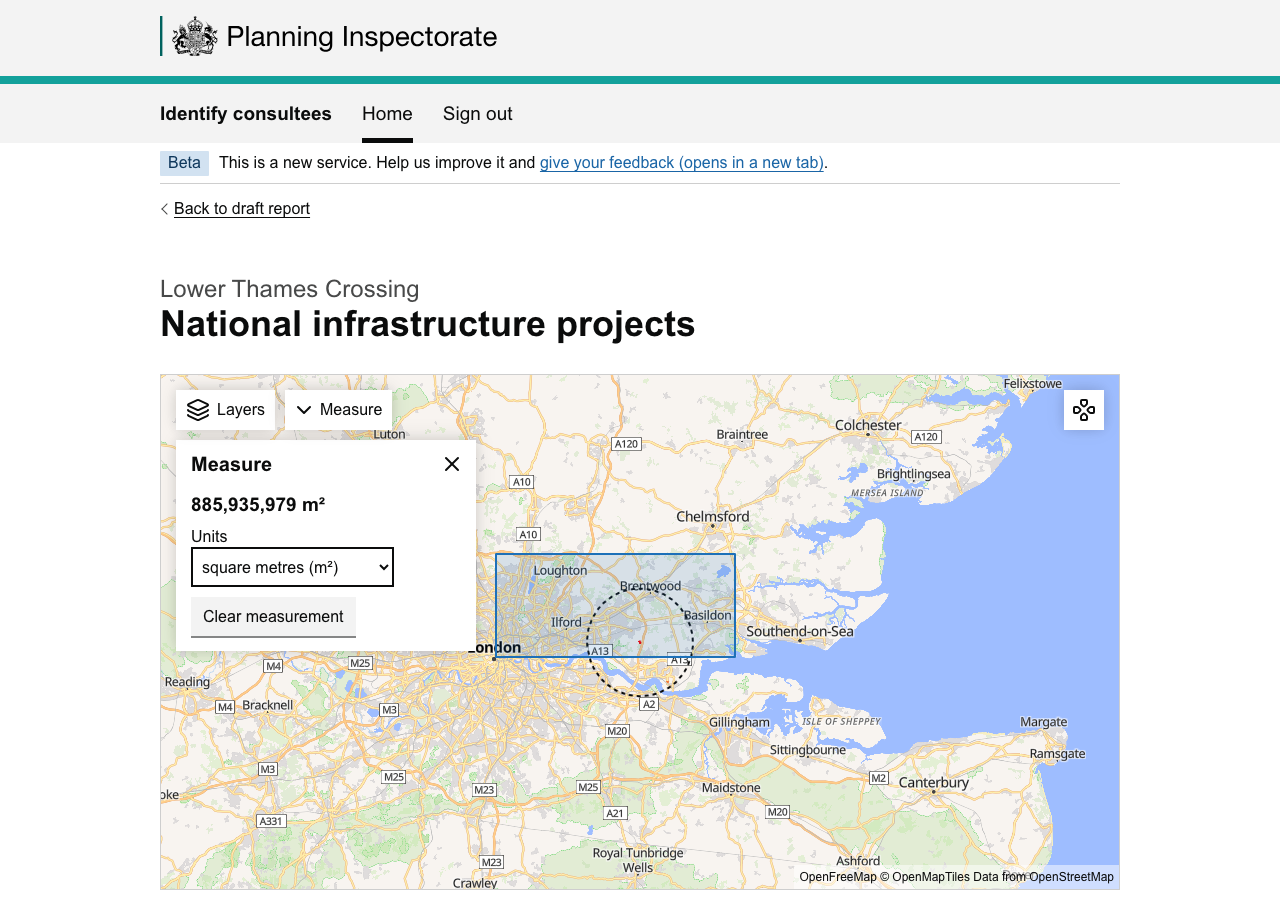 Planning Inspectorate
Identify consultees Home Sign out
Beta This is a new service. Help us improve it and give your feedback (opens in a new tab).
Back to draft report
Lower Thames Crossing
National infrastructure projects
Layers Measure
Felixstowe
Luton
Colchester
Braintree
A120
A120
Measure
Brightlingsea
A10
MERSEA ISLAND
885,935,979 m²
Chelmsford
Units
A10
square metres (m²)
Loughton
Brentwood
Clear measurement
Ilford
Basildon
Southend-on-Sea
London
A13
A13
M25
M4
Reading
M4
Bracknell
M3
A2
Gillingham
ISLE OF SHEPPEY
Margate
M20
Sittingbourne
Ramsgate
M3
M25
M2
Canterbury
M23
M25
Maidstone
oke
A331
A21
M20
Royal Tunbridge
Wells
M23
Ashford
Crawley
OpenFreeMap © OpenMapTiles Data from OpenStreetMap